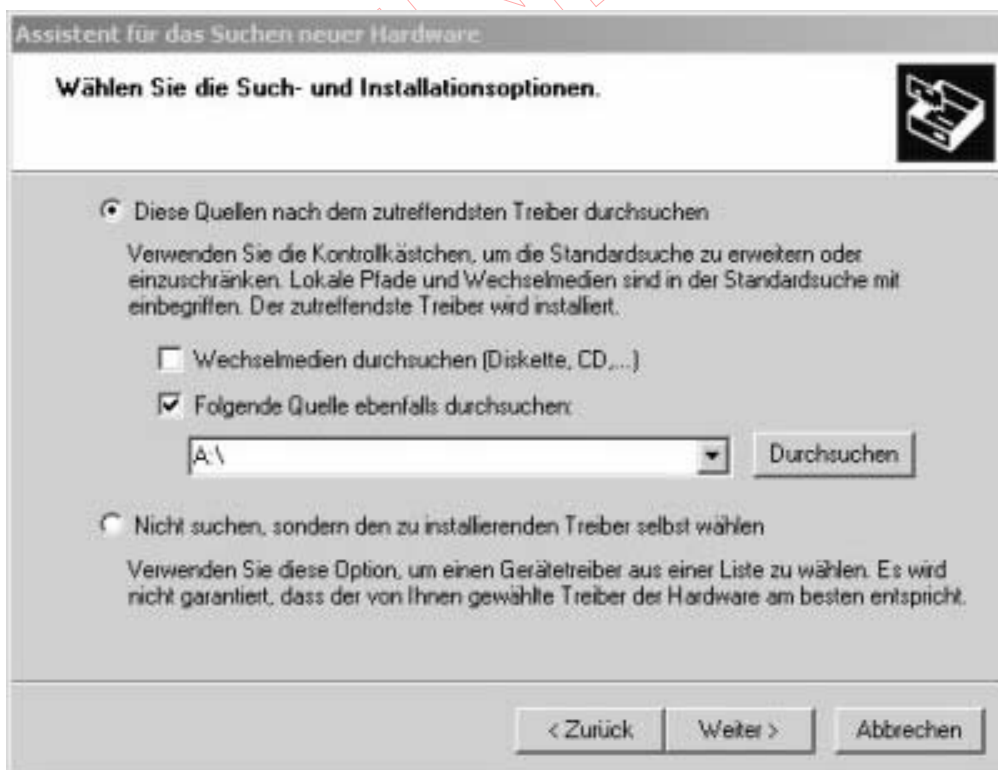 Assistent für das Suchen neuer Hardware
Wählen Sie die Such- und Installationsoptionen.
Diese Quellen nach dem zutreffendsten Treiber durchsuchen
Verwenden Sie die Kontrollkästchen, um die Standardsuche zu erweitern oder
einzuschränken. Lokale Pfade und Wechselmedien sind in der Standardsuche mit
einbegriffen. Der zutreffendste Treiber wird installiert.
Wechselmedien durchsuchen (Diskette, CD,...)
Folgende Quelle ebenfalls durchsuchen:
A:\
Durchsuchen
Nicht suchen, sondern den zu installierenden Treiber selbst wählen
Verwenden Sie diese Option, um einen Gerätetreiber aus einer Liste zu wählen. Es wird
nicht garantiert, dass der von Ihnen gewählte Treiber der Hardware am besten entspricht.
< Zurück Weiter > Abbrechen